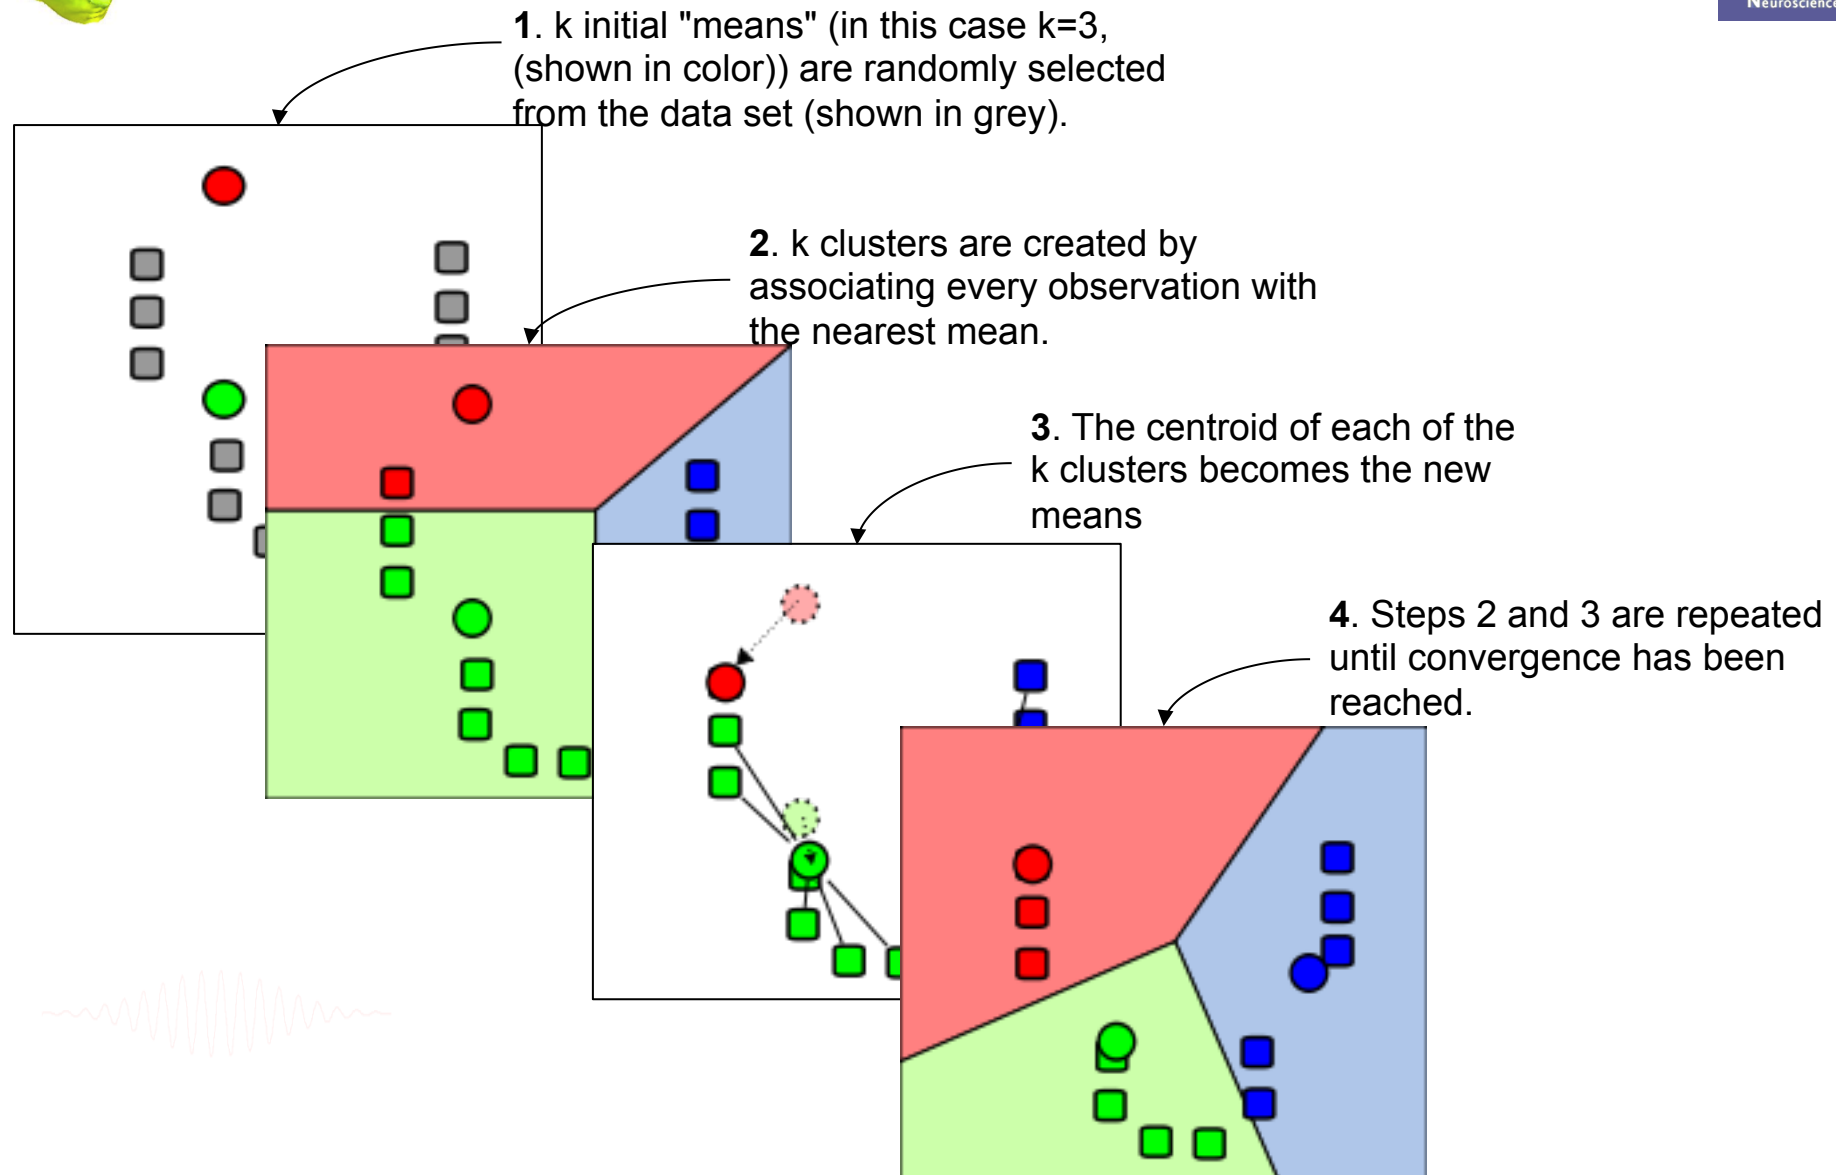 Neuroscience
1. k initial "means" (in this case k=3,
(shown in color)) are randomly selected
from the data set (shown in grey).
2. k clusters are created by
associating every observation with
the nearest mean.
3. The centroid of each of the
k clusters becomes the new
means
4. Steps 2 and 3 are repeated
until convergence has been
reached.